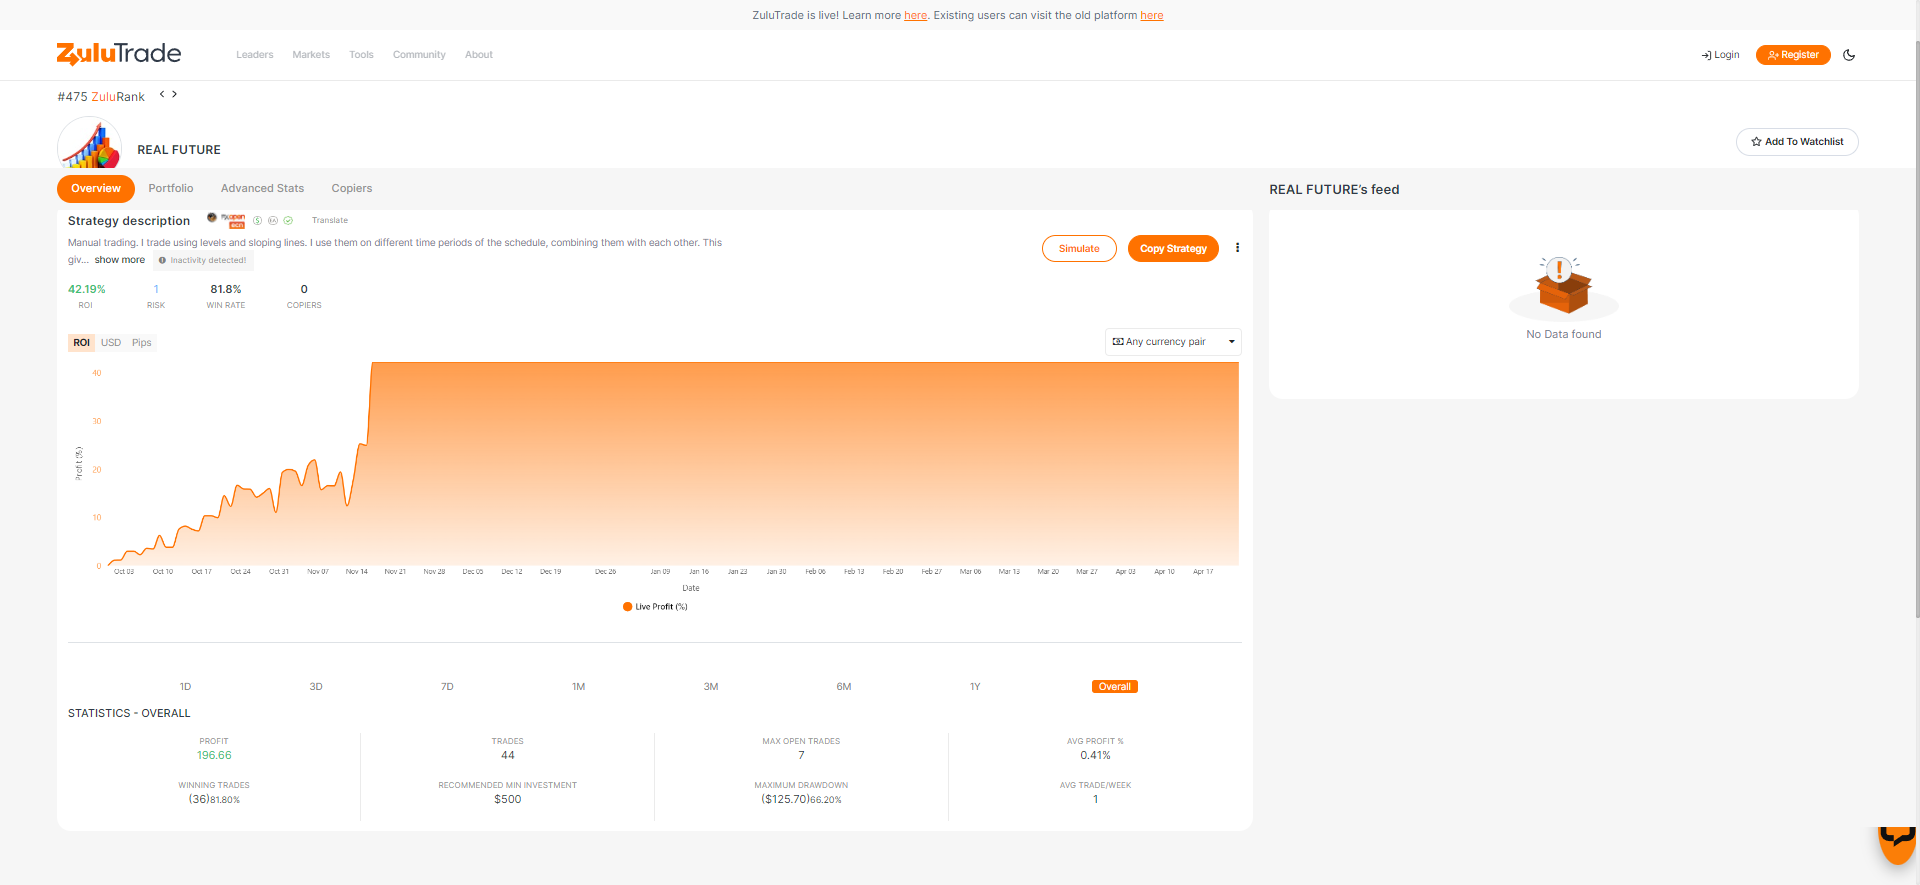 ZuluTrade is live! Learn more here. Existing users can visit the old platform here
ZuluTrade
Leaders Markets Tools Community About
Login Register
#475 ZuluRank
REAL FUTURE
Add To Watchlist
Overview Portfolio Advanced Stats Copiers
REAL FUTURE's feed
Strategy description
Translate
Manual trading. I trade using levels and sloping lines. I use them on different time periods of the schedule, combining them with each other. This
giv... show more Inactivity detected!
Simulate Copy Strategy
42.19% 1 81.8% 0
ROI RISK WIN RATE COPIERS
No Data found
ROI USD Pips
Any currency pair
40
30
20
10
0
Profit (%)
Oct 03 Oct 10 Oct 17 Oct 24 Oct 31 Nov 07 Nov 14 Nov 21 Nov 28 Dec 05 Dec 12 Dec 19 Dec 26 Jan 09 Jan 16 Jan 23 Jan 30 Feb 06 Feb 13 Feb 20 Feb 27 Mar 06 Mar 13 Mar 20 Mar 27 Apr 03 Apr 10 Apr 17
Date
Live Profit (%)
1D 3D 7D 1M 3M 6M 1Y Overall
STATISTICS - OVERALL
PROFIT TRADES MAX OPEN TRADES AVG PROFIT %
196.66 44 7 0.41%
WINNING TRADES RECOMMENDED MIN INVESTMENT MAXIMUM DRAWDOWN AVG TRADE/WEEK
(36)81.80% $500 ($125.70)66.20% 1